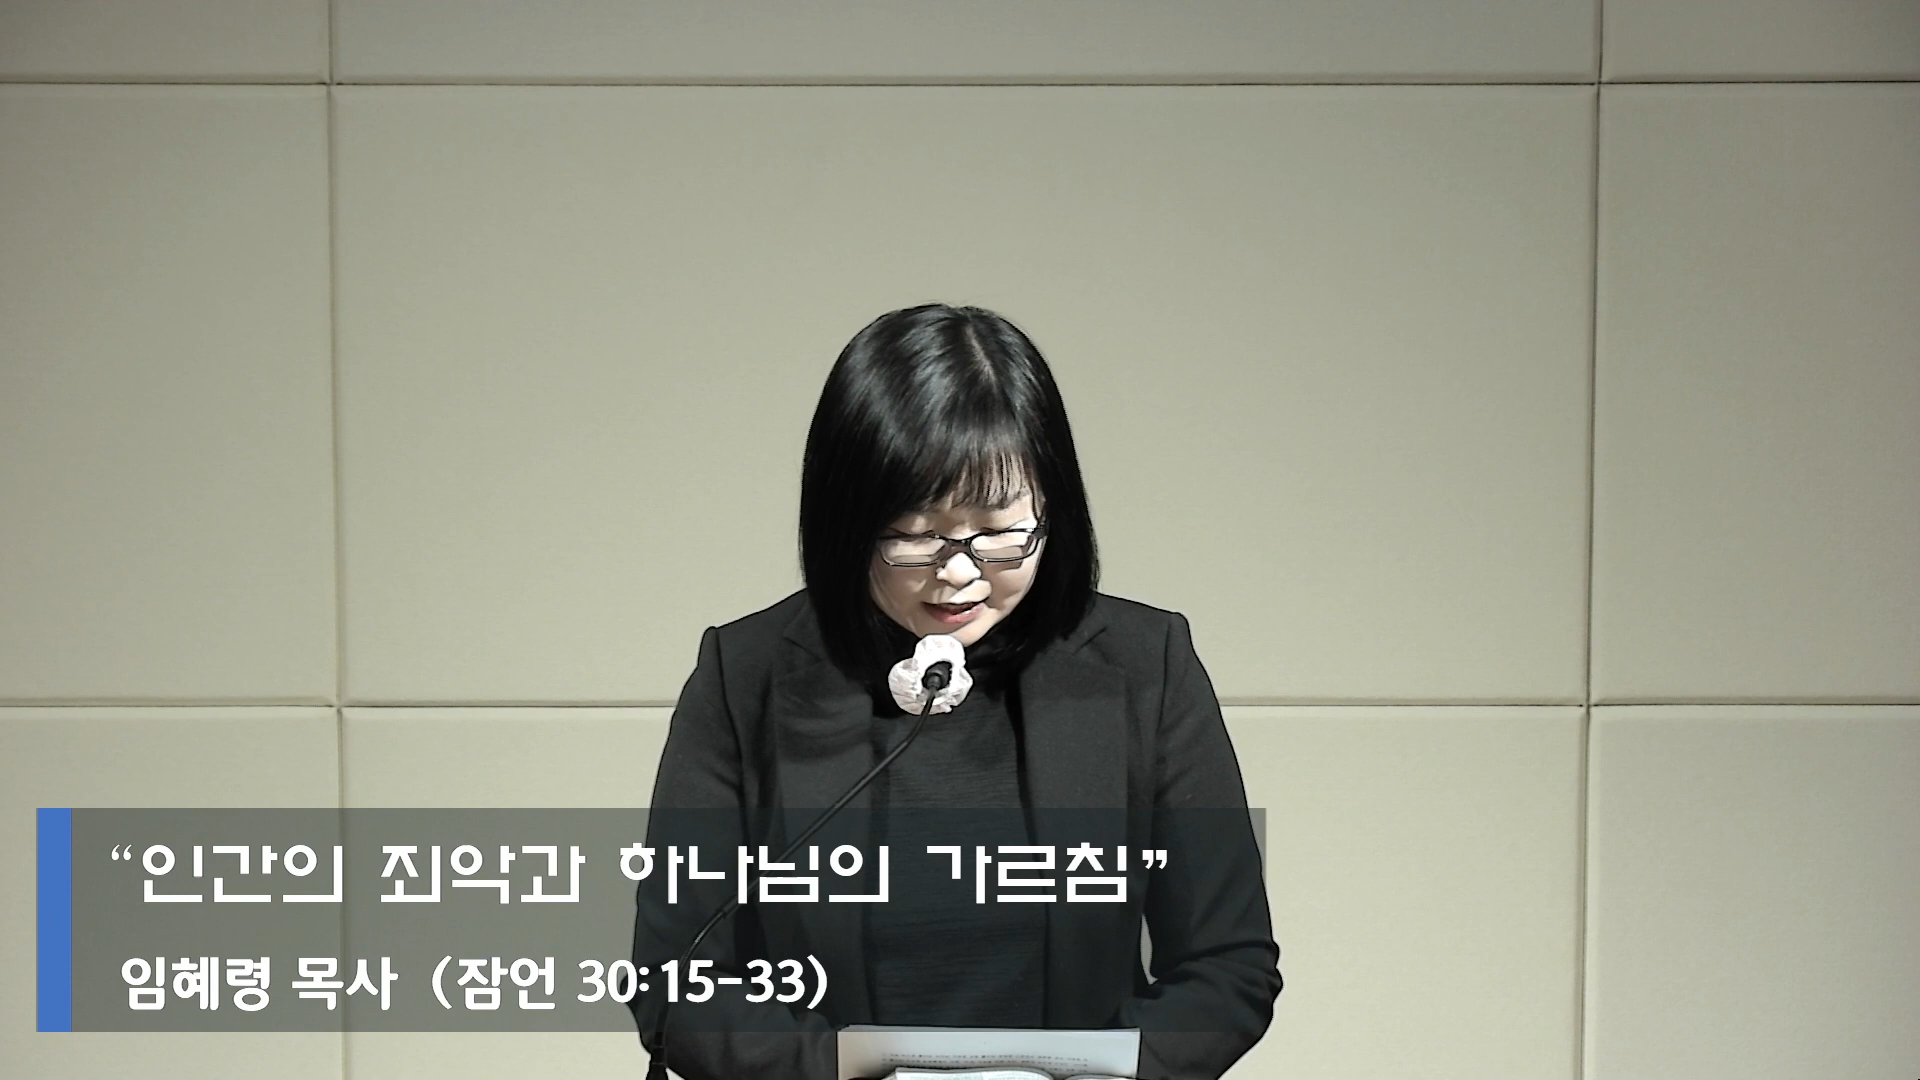 “인간의 죄악과 하나님의 가르침”
임혜령 목사 (잠언 30:15-33)